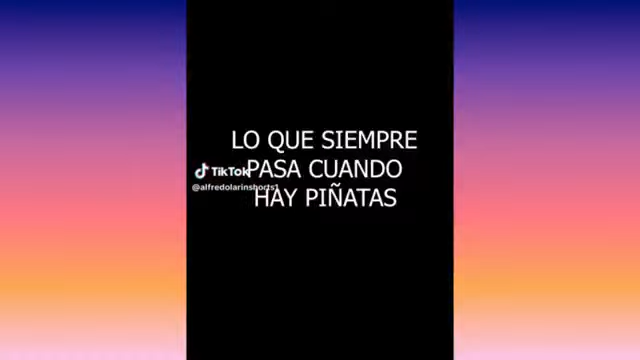 LO QUE SIEMPRE
PASA CUANDO
HAY PIÑATAS
TikTok
@alfredolarinshorts1